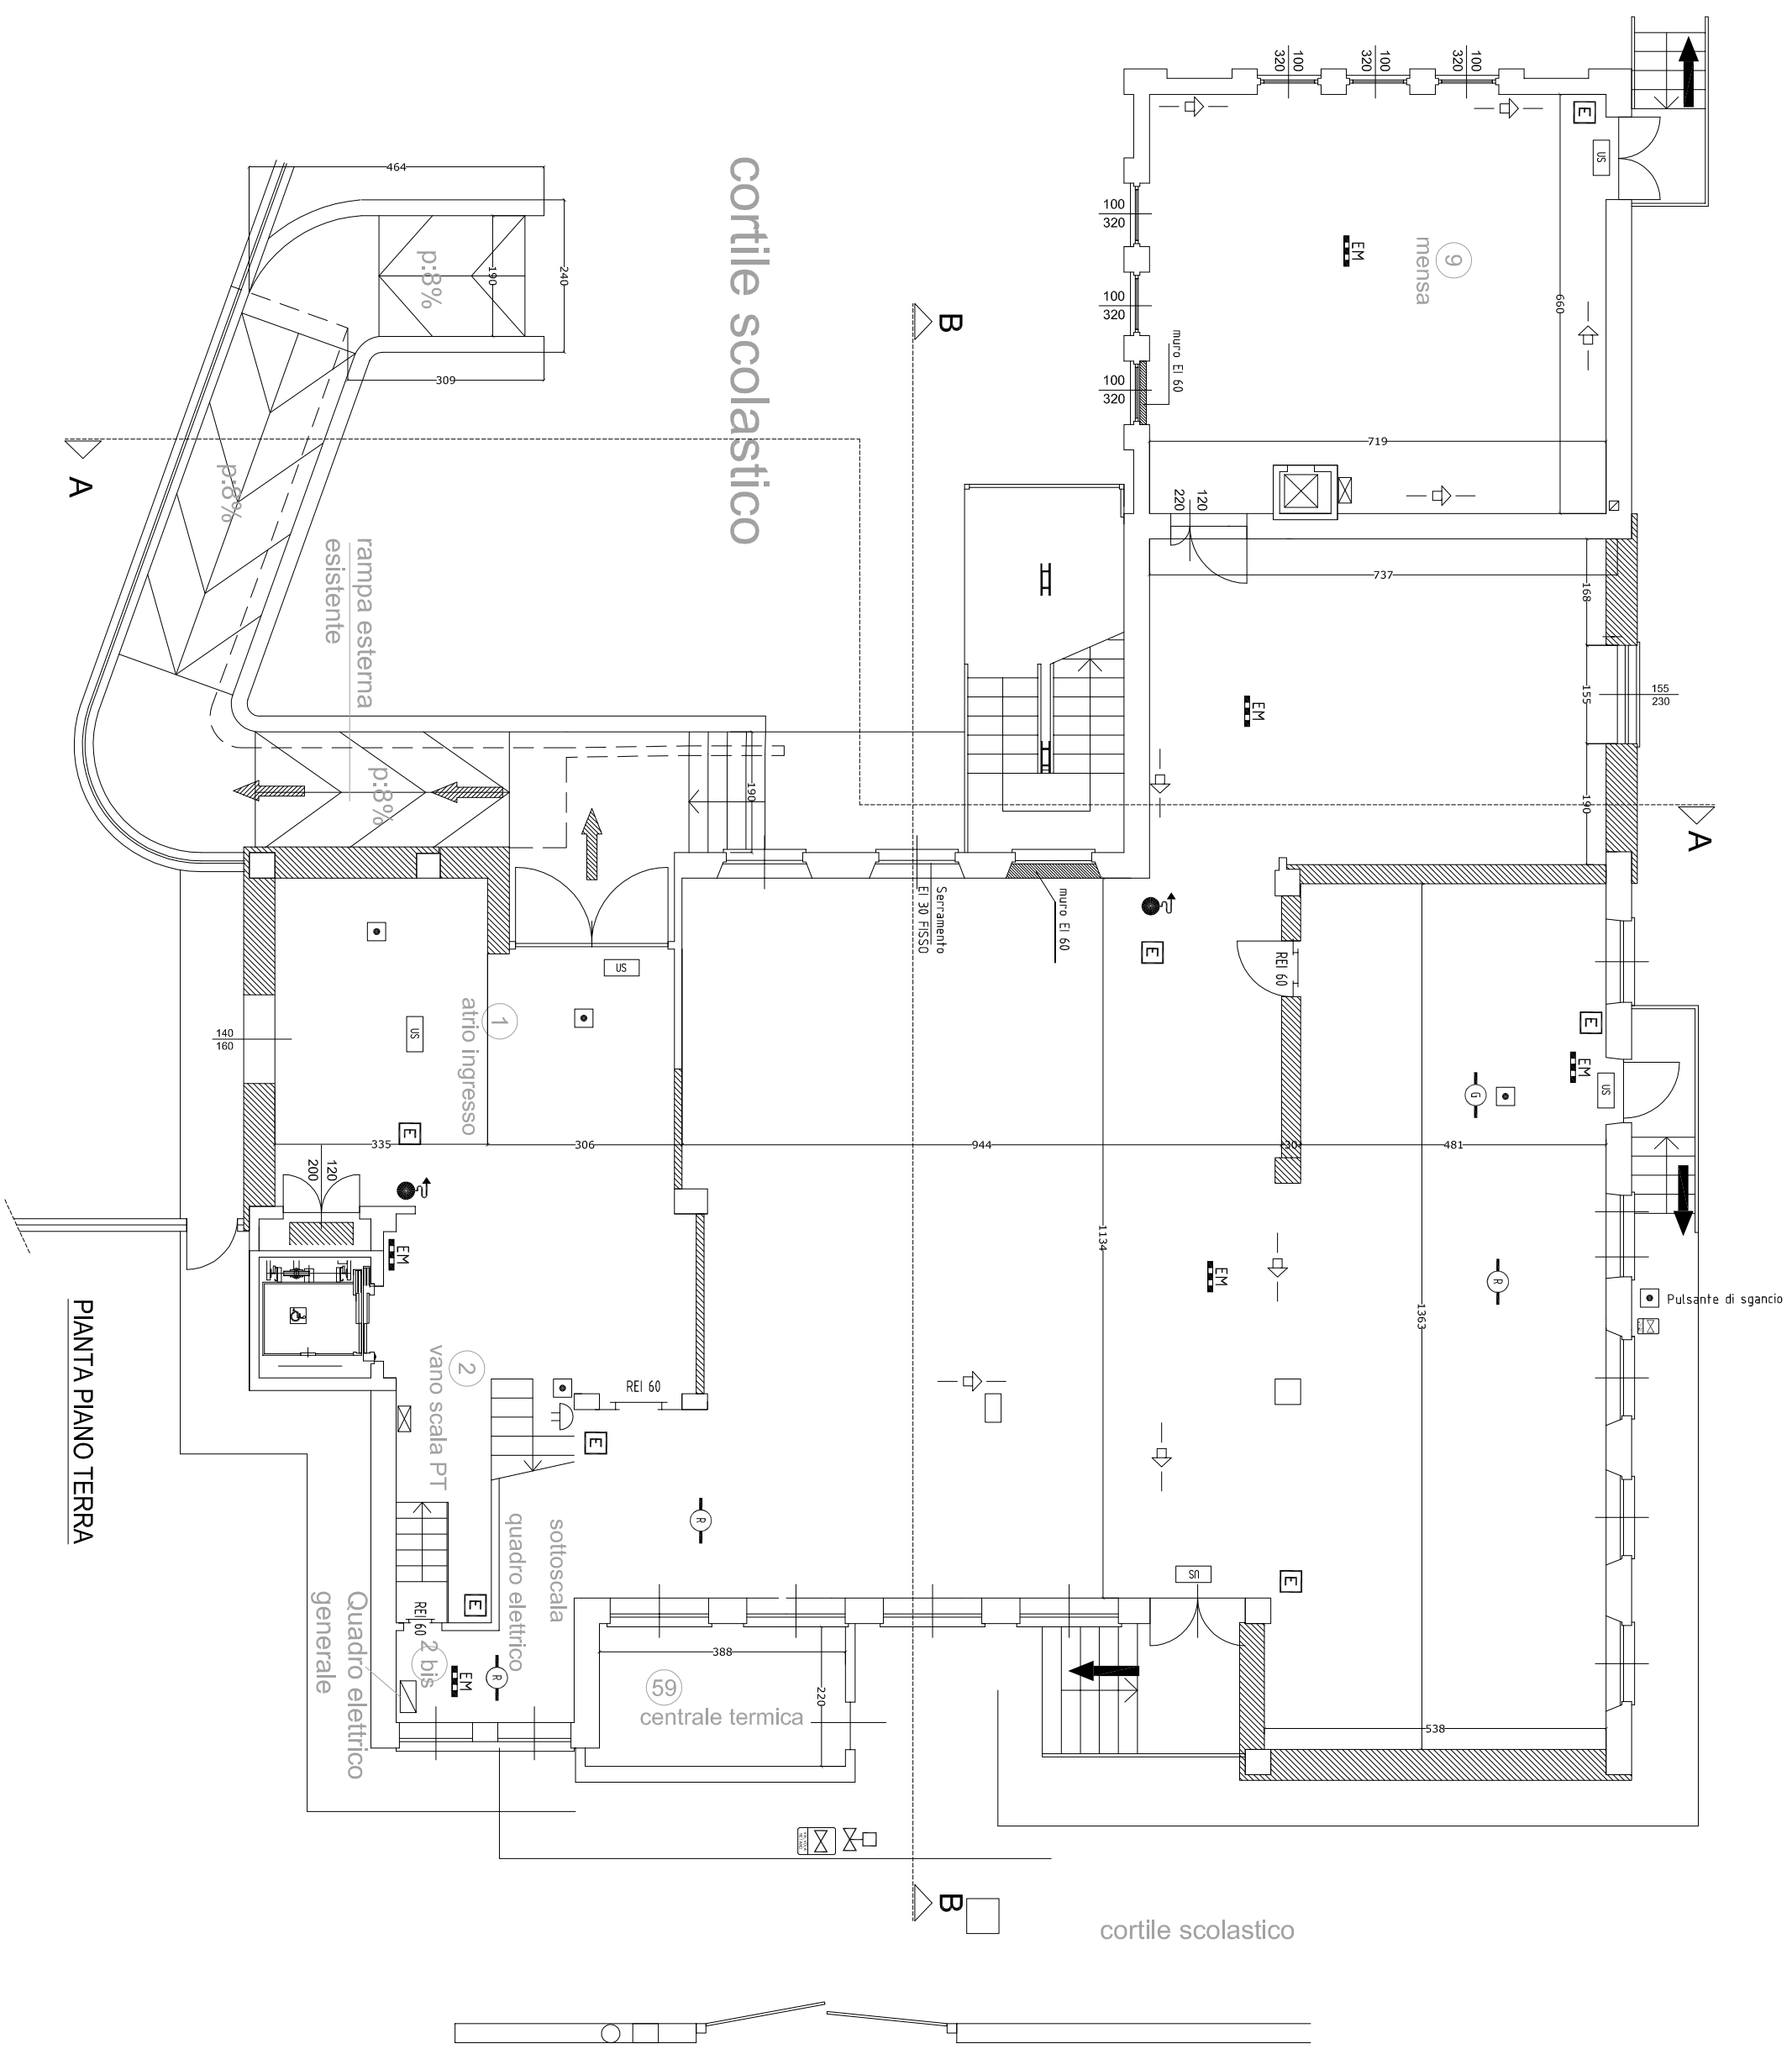 100
320
100
320
100
320
E
US
464
cortile scolastico
p:8%
190
240
9
mensa
EM
100
320
660
B
100
320
muro EI 60
309
100
320
719
A
p:8%
120
220
rampa esterna
esistente
737
168
155
155
230
EM
p:8%
190
190
A
Serramento
EI 30 FISSO
muro EI 60
E
REI 60
US
1
atrio ingresso
US
140
160
E
EM
US
G
E
335
306
944
30
481
120
200
EM
1134
EM
R
1363
Pulsante di sgancio
PIANTA PIANO TERRA
2
vano scala PT
REI 60
E
R
sottoscala
quadro elettrico
Quadro elettrico
generale
REI 60
E
2 bis
EM
R
US
E
388
59
centrale termica
220
538
B
cortile scolastico